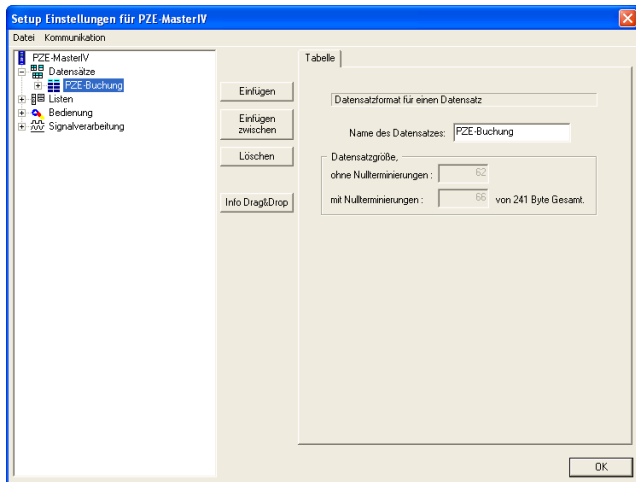 Setup Einstellungen für PZE-MasterIV
Datei Kommunikation
PZE-MasterIV
Datensätze
PZE-Buchung
Listen
Bedienung
Signalverarbeitung
Einfügen
Einfügen
zwischen
Löschen
Info Drag&Drop
Tabelle
Datensatzformat für einen Datensatz
Name des Datensatzes: PZE-Buchung
Datensatzgröße,
ohne Nullterminierungen : 62
mit Nullterminierungen : 66 von 241 Byte Gesamt.
OK